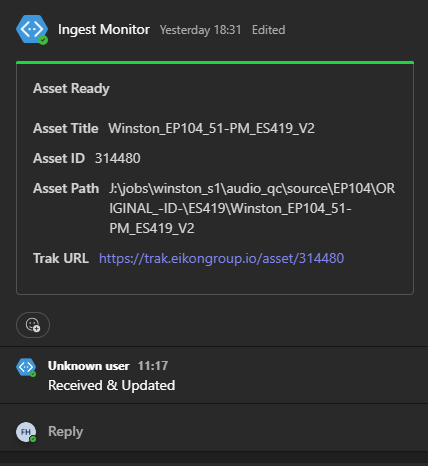 Ingest Monitor Yesterday 18:31 Edited
Asset Ready
Asset Title Winston_EP104_51-PM_ES419_V2
Asset ID 314480
Asset Path J:\jobs\winston_s1\audio_qc\source\EP104\OR
IGINAL_-ID-\ES419\Winston_EP104_51-
PM_ES419_V2
Trak URL https://trak.eikongroup.io/asset/314480
Unknown user 11:17
Received & Updated
FH Reply